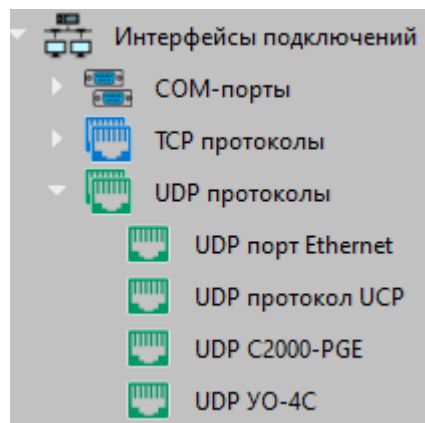 Интерфейсы подключений
COM-порты
TCP протоколы
UDP протоколы
UDP порт Ethernet
UDP протокол UCP
UDP C2000-PGE
UDP УО-4С